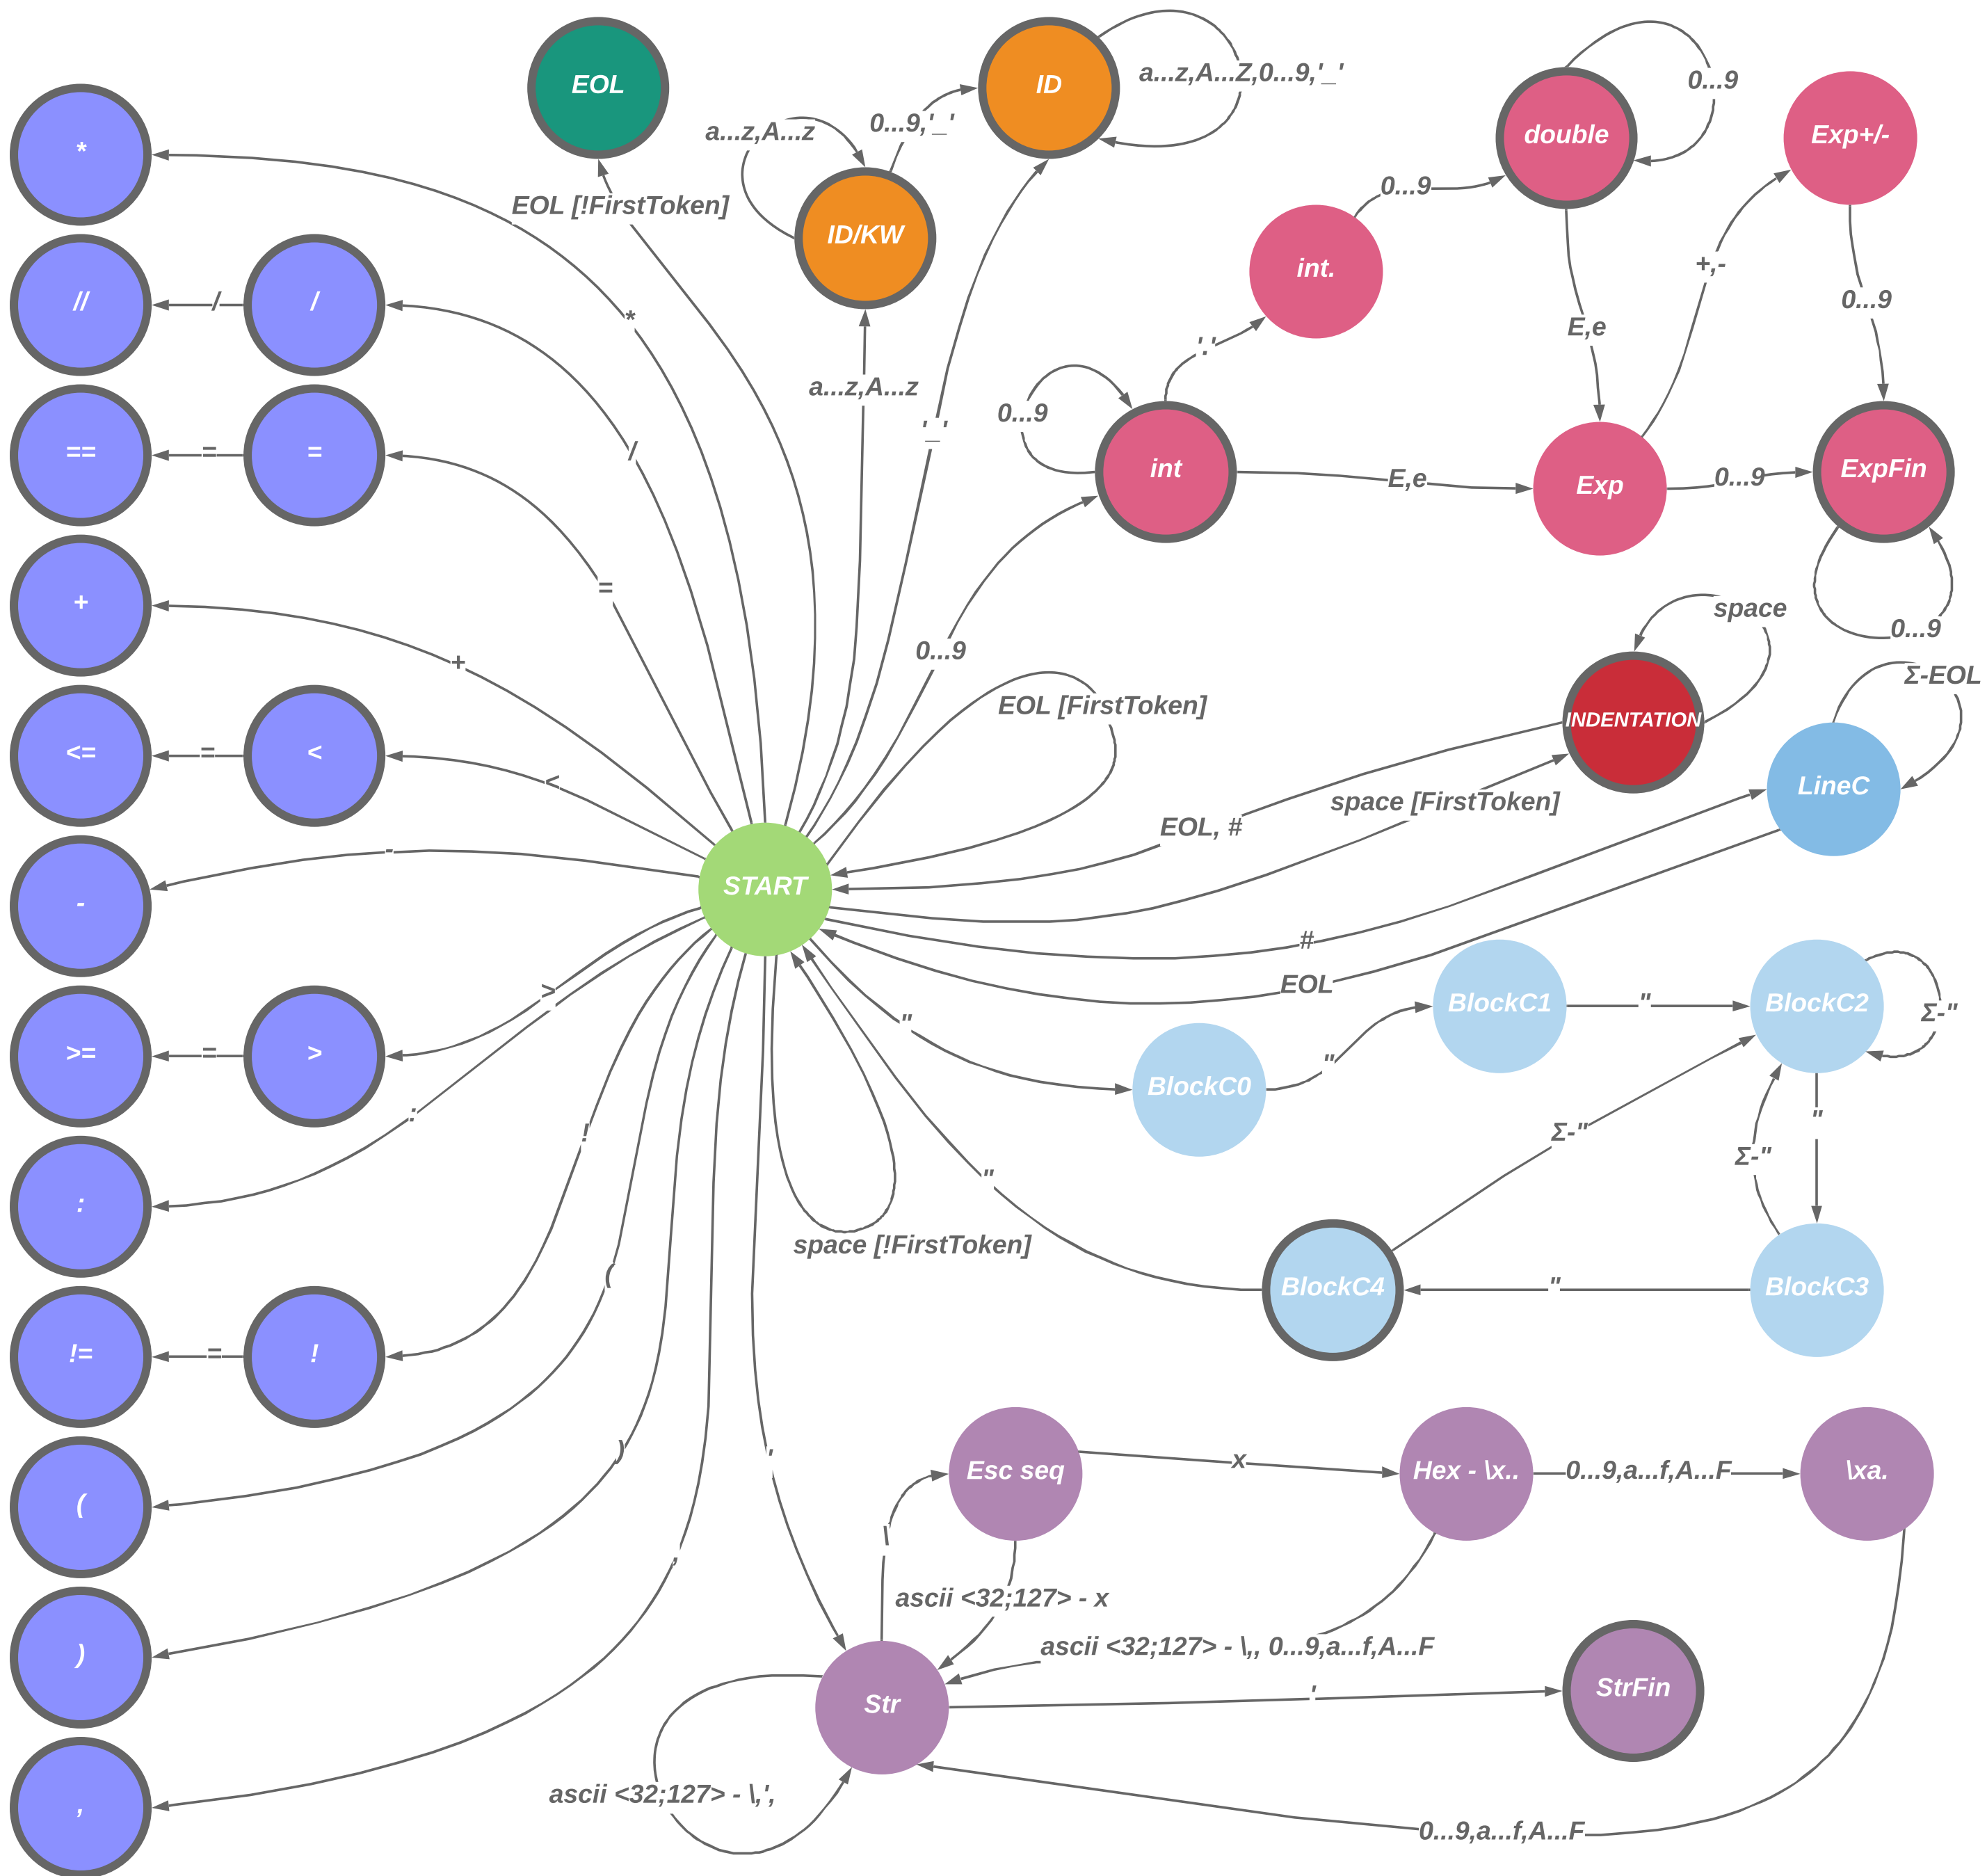 EOL
ID
a...z,A...Z,0...9,'_'
0...9
double
Exp+/-
*
a...z,A...z
0...9,'_'
EOL [!FirstToken]
ID/KW
0...9
int.
+,-
0...9
//
/
/
*
E,e
'.'
a...z,A...z
0...9
'_'
==
=
=
/
int
E,e
Exp
0...9
ExpFin
=
+
+
0...9
space
0...9
Σ-EOL
EOL [FirstToken]
INDENTATION
<=
=
<
<
LineC
space [FirstToken]
EOL, #
-
START
-
#
EOL
>
"
BlockC1
"
BlockC2
Σ-"
>=
=
>
"
BlockC0
:
!
"
Σ-"
Σ-"
"
:
space [!FirstToken]
(
BlockC4
"
BlockC3
!=
=
!
)
'
Esc seq
x
Hex - \x..
0...9,a...f,A...F
\xa.
(
\
,
ascii <32;127> - x
ascii <32;127> - \,, 0...9,a...f,A...F
)
Str
'
StrFin
ascii <32;127> - \,',
,
0...9,a...f,A...F